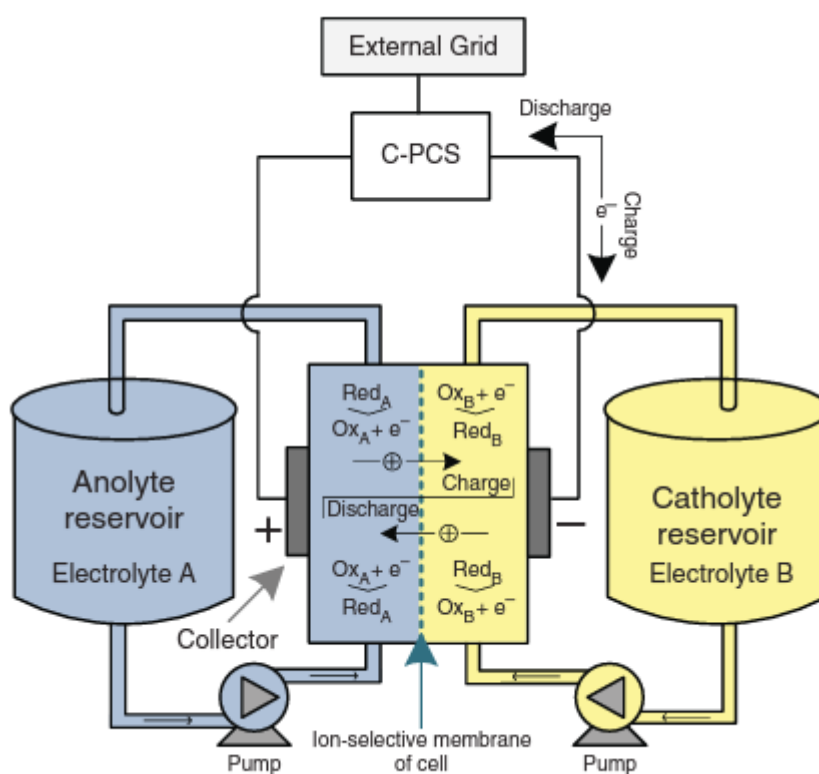 External Grid
C-PCS
Discharge
e⁻
Charge
Red_A
Ox_A + e⁻
Ox_B + e⁻
Red_B
⊕
Charge
Discharge
⊕
Ox_A + e⁻
Red_A
Red_B
Ox_B + e⁻
+
−
Anolyte
reservoir
Electrolyte A
Catholyte
reservoir
Electrolyte B
Collector
Pump
Ion-selective membrane
of cell
Pump